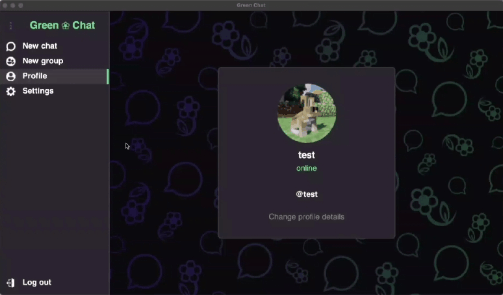 Green Chat
Green Chat
New chat
New group
Profile
Settings
test
online
@test
Change profile details
Log out